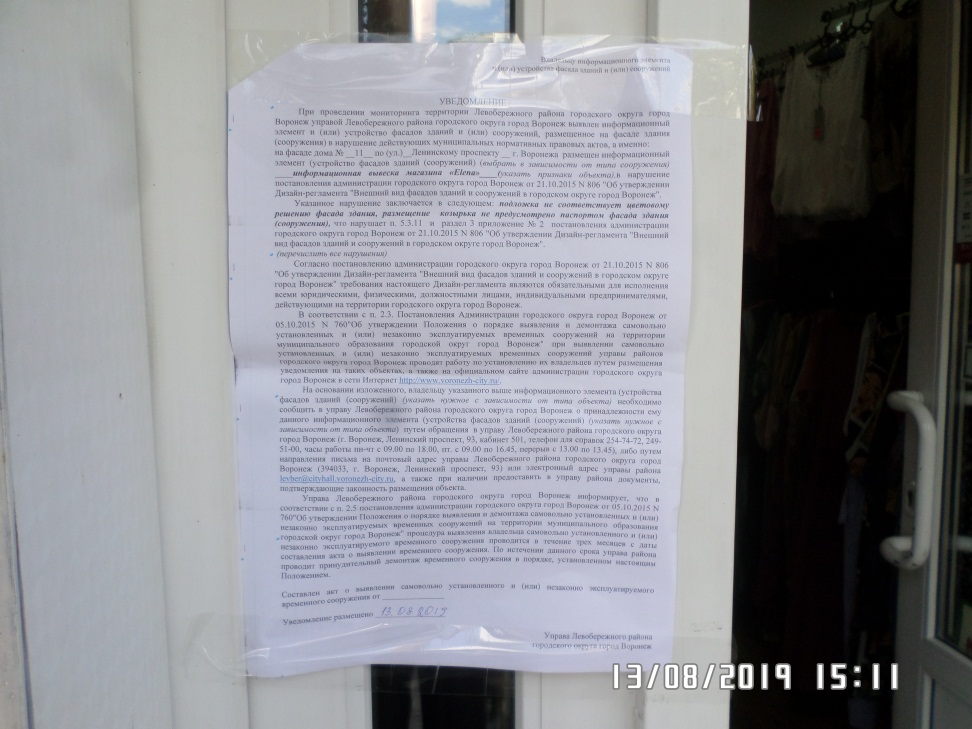 Владельцу информационного элемента
(или) устройства фасада зданий и (или) сооружений
УВЕДОМЛЕНИЕ
При проведении мониторинга территории Левобережного района городского округа город
Воронеж управой Левобережного района городского округа город Воронеж выявлен информационный
элемент и (или) устройство фасадов зданий и (или) сооружений, размещенное на фасаде здания
(сооружения) в нарушение действующих муниципальных нормативных правовых актов, а именно:
на фасаде дома № __11__ по (ул.)__Ленинскому проспекту __ г. Воронежа размещен информационный
элемент (устройства фасадов зданий (сооружений) (выбрать в зависимости от типа сооружения)
____информационная вывеска магазина «Elena»____(указать признаки объекта),в нарушение
постановления администрации городского округа город Воронеж от 21.10.2015 N 806 "Об утверждении
Дизайн-регламента "Внешний вид фасадов зданий и сооружений в городском округе город Воронеж".
Указанное нарушение заключается в следующем: подложка не соответствует цветовому
решению фасада здания, размещение козырька не предусмотрено паспортом фасада здания
(сооружения), что нарушает п. 5.3.11 и раздел 3 приложение № 2 постановления администрации
городского округа город Воронеж от 21.10.2015 N 806 "Об утверждении Дизайн-регламента "Внешний
вид фасадов зданий и сооружений в городском округе город Воронеж".
(перечислить все нарушения)
Согласно постановлению администрации городского округа город Воронеж от 21.10.2015 N 806
"Об утверждении Дизайн-регламента "Внешний вид фасадов зданий и сооружений в городском округе
город Воронеж" требования настоящего Дизайн-регламента являются обязательными для исполнения
всеми юридическими, физическими, должностными лицами, индивидуальными предпринимателями,
действующими на территории городского округа город Воронеж.
В соответствии с п. 2.3. Постановления Администрации городского округа город Воронеж от
05.10.2015 N 760"Об утверждении Положения о порядке выявления и демонтажа самовольно
установленных и (или) незаконно эксплуатируемых временных сооружений на территории
муниципального образования городской округ город Воронеж" при выявлении самовольно
установленных и (или) незаконно эксплуатируемых временных сооружений управы районов
городского округа город Воронеж проводят работу по установлению их владельцев путем размещения
уведомления на таких объектах, а также на официальном сайте администрации городского округа
город Воронеж в сети Интернет http://www.voronezh-city.ru/.
На основании изложенного, владельцу указанного выше информационного элемента (устройства
фасадов зданий (сооружений) (указать нужное с зависимости от типа объекта) необходимо
сообщить в управу Левобережного района городского округа город Воронеж о принадлежности ему
данного информационного элемента (устройства фасадов зданий (сооружений) (указать нужное с
зависимости от типа объекта) путем обращения в управу Левобережного района городского округа
город Воронеж (г. Воронеж, Ленинский проспект, 93, кабинет 501, телефон для справок 254-74-72, 249-
51-00, часы работы пн-чт с 09.00 по 18.00, пт. с 09.00 по 16.45, перерыв с 13.00 по 13.45), либо путем
направления письма на почтовый адрес управы Левобережного района городского округа город
Воронеж (394033, г. Воронеж, Ленинский проспект, 93) или электронный адрес управы района
levber@cityhall.voronezh-city.ru, а также при наличии предоставить в управу района документы,
подтверждающие законность размещения объекта.
Управа Левобережного района городского округа город Воронеж информирует, что в
соответствии с п. 2.5 постановления администрации городского округа город Воронеж от 05.10.2015 N
760"Об утверждении Положения о порядке выявления и демонтажа самовольно установленных и (или)
незаконно эксплуатируемых временных сооружений на территории муниципального образования
городской округ город Воронеж" процедура выявления владельца самовольно установленного и (или)
незаконно эксплуатируемого временного сооружения проводится в течение трех месяцев с даты
составления акта о выявлении временного сооружения. По истечении данного срока управа района
проводит принудительный демонтаж временного сооружения в порядке, установленном настоящим
Положением.
Составлен акт о выявлении самовольно установленного и (или) незаконно эксплуатируемого
временного сооружения от _______________
Уведомление размещено 13.08.2019
Управа Левобережного района
городского округа город Воронеж
13/08/2019 15:11